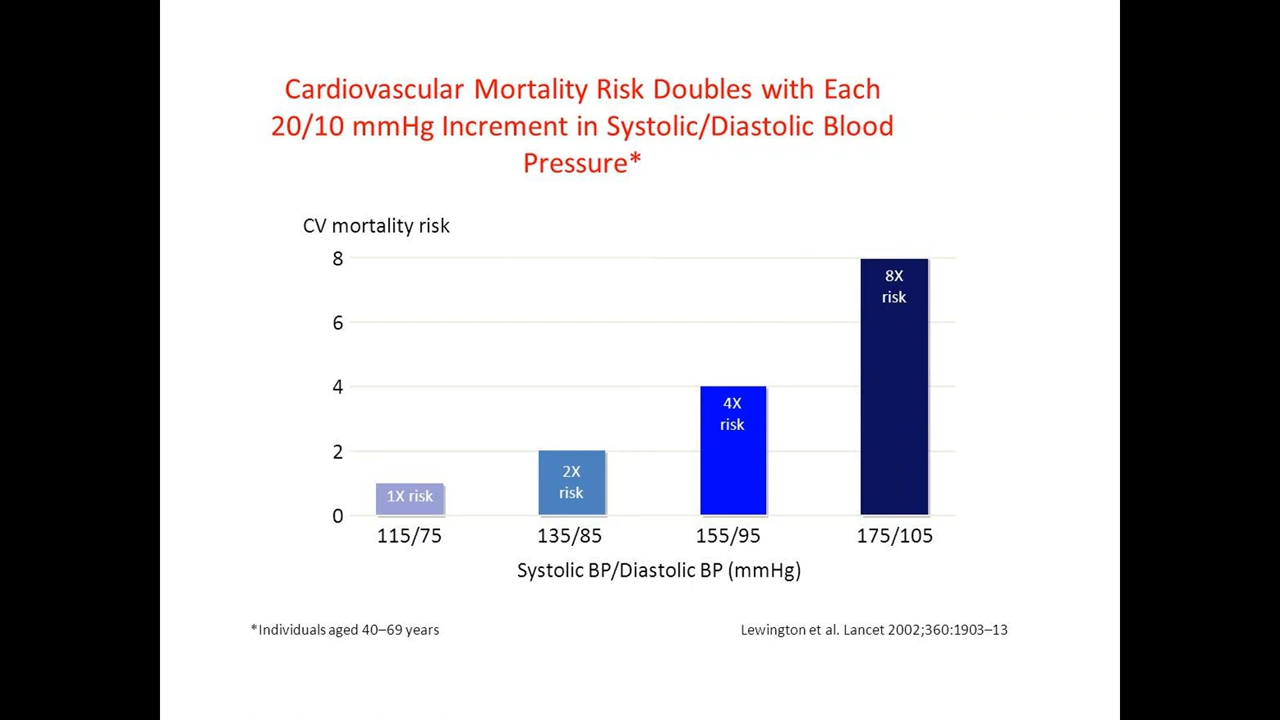 Cardiovascular Mortality Risk Doubles with Each
20/10 mmHg Increment in Systolic/Diastolic Blood
Pressure*
CV mortality risk
8
6
4
2
0
1X risk
2X
risk
4X
risk
8X
risk
115/75
135/85
155/95
175/105
Systolic BP/Diastolic BP (mmHg)
*Individuals aged 40–69 years
Lewington et al. Lancet 2002;360:1903–13